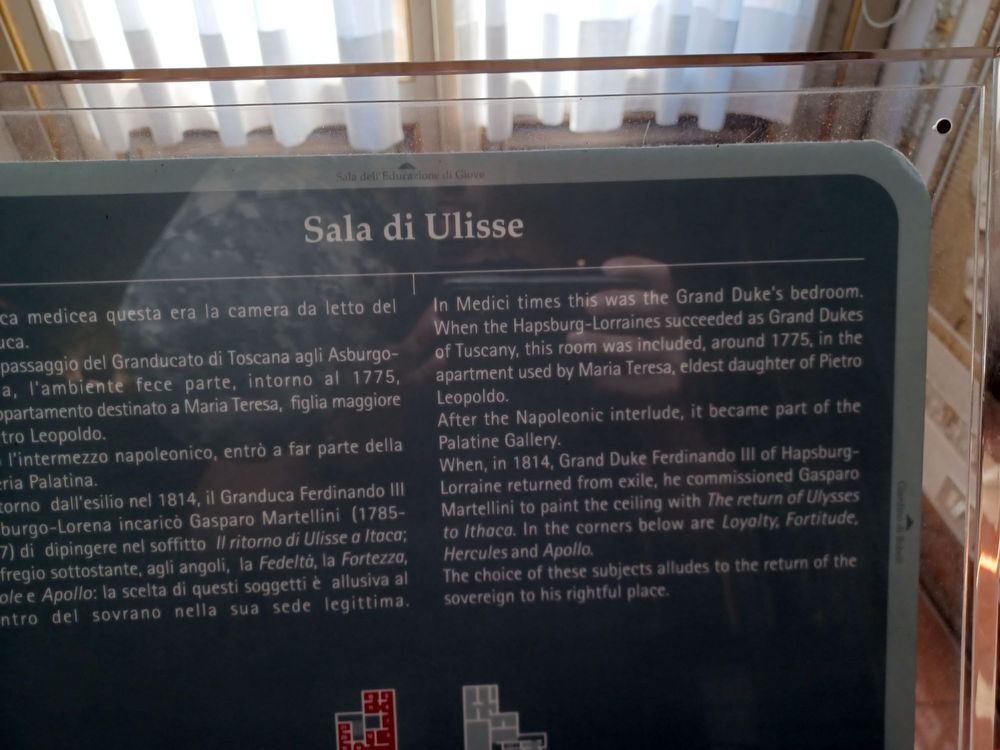 Sala dell'Educazione di Giove
Sala di Ulisse
ca medicea questa era la camera da letto del
uca.
passaggio del Granducato di Toscana agli Asburgo-
a, l'ambiente fece parte, intorno al 1775,
ppartamento destinato a Maria Teresa, figlia maggiore
tro Leopoldo.
l'intermezzo napoleonico, entrò a far parte della
ria Palatina.
torno dall'esilio nel 1814, il Granduca Ferdinando III
sburgo-Lorena incaricò Gasparo Martellini (1785-
7) di dipingere nel soffitto Il ritorno di Ulisse a Itaca;
fregio sottostante, agli angoli, la Fedeltà, la Fortezza,
ole e Apollo: la scelta di questi soggetti è allusiva al
ntro del sovrano nella sua sede legittima.
In Medici times this was the Grand Duke's bedroom.
When the Hapsburg-Lorraines succeeded as Grand Dukes
of Tuscany, this room was included, around 1775, in the
apartment used by Maria Teresa, eldest daughter of Pietro
Leopoldo.
After the Napoleonic interlude, it became part of the
Palatine Gallery.
When, in 1814, Grand Duke Ferdinando III of Hapsburg-
Lorraine returned from exile, he commissioned Gasparo
Martellini to paint the ceiling with The return of Ulysses
to Ithaca. In the corners below are Loyalty, Fortitude,
Hercules and Apollo.
The choice of these subjects alludes to the return of the
sovereign to his rightful place.